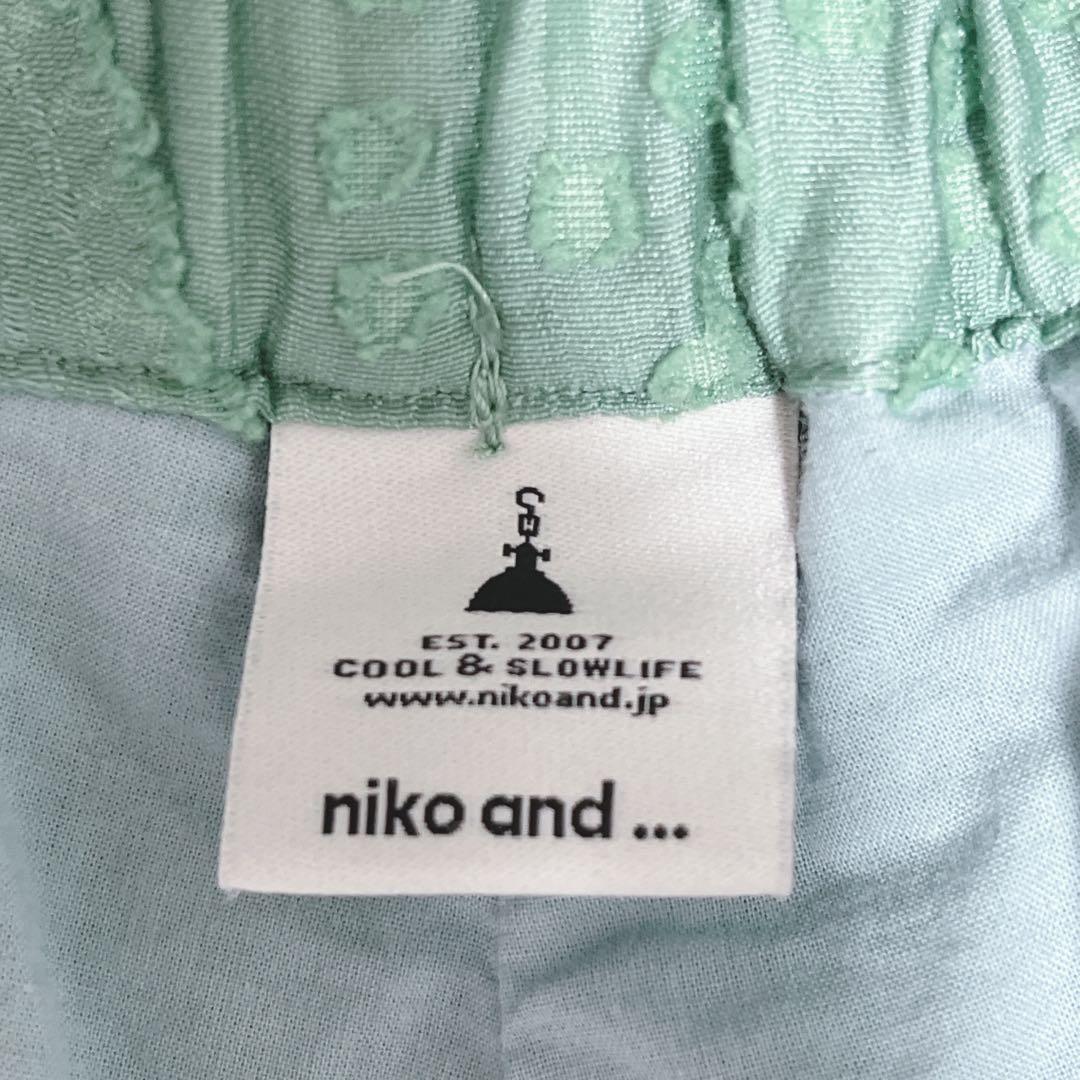 EST. 2007
COOL & SLOWLIFE
www.nikoand.jp
niko and ...